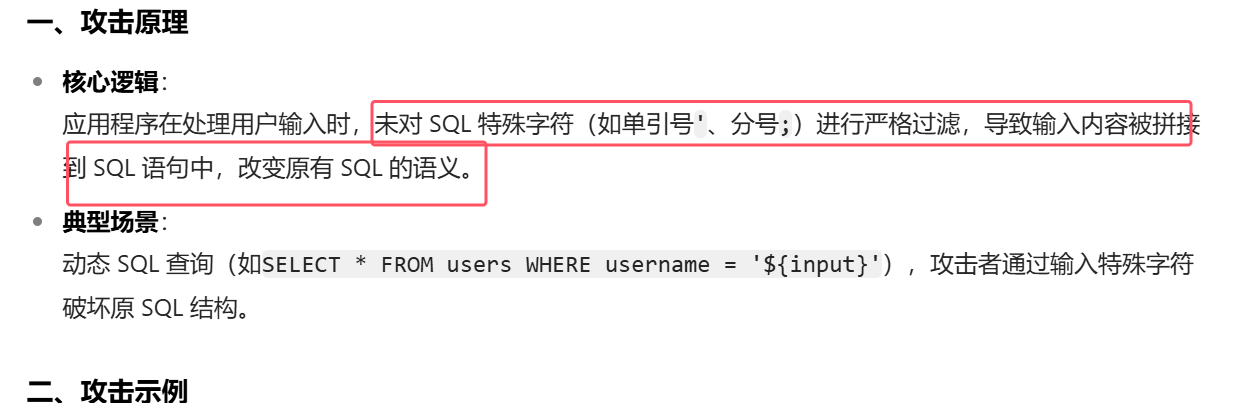 一、攻击原理
核心逻辑：
应用程序在处理用户输入时，未对 SQL 特殊字符（如单引号'、分号;）进行严格过滤，导致输入内容被拼接
到 SQL 语句中，改变原有 SQL 的语义。
典型场景：
动态 SQL 查询（如SELECT * FROM users WHERE username = '${input}'），攻击者通过输入特殊字符
破坏原 SQL 结构。
二、攻击示例